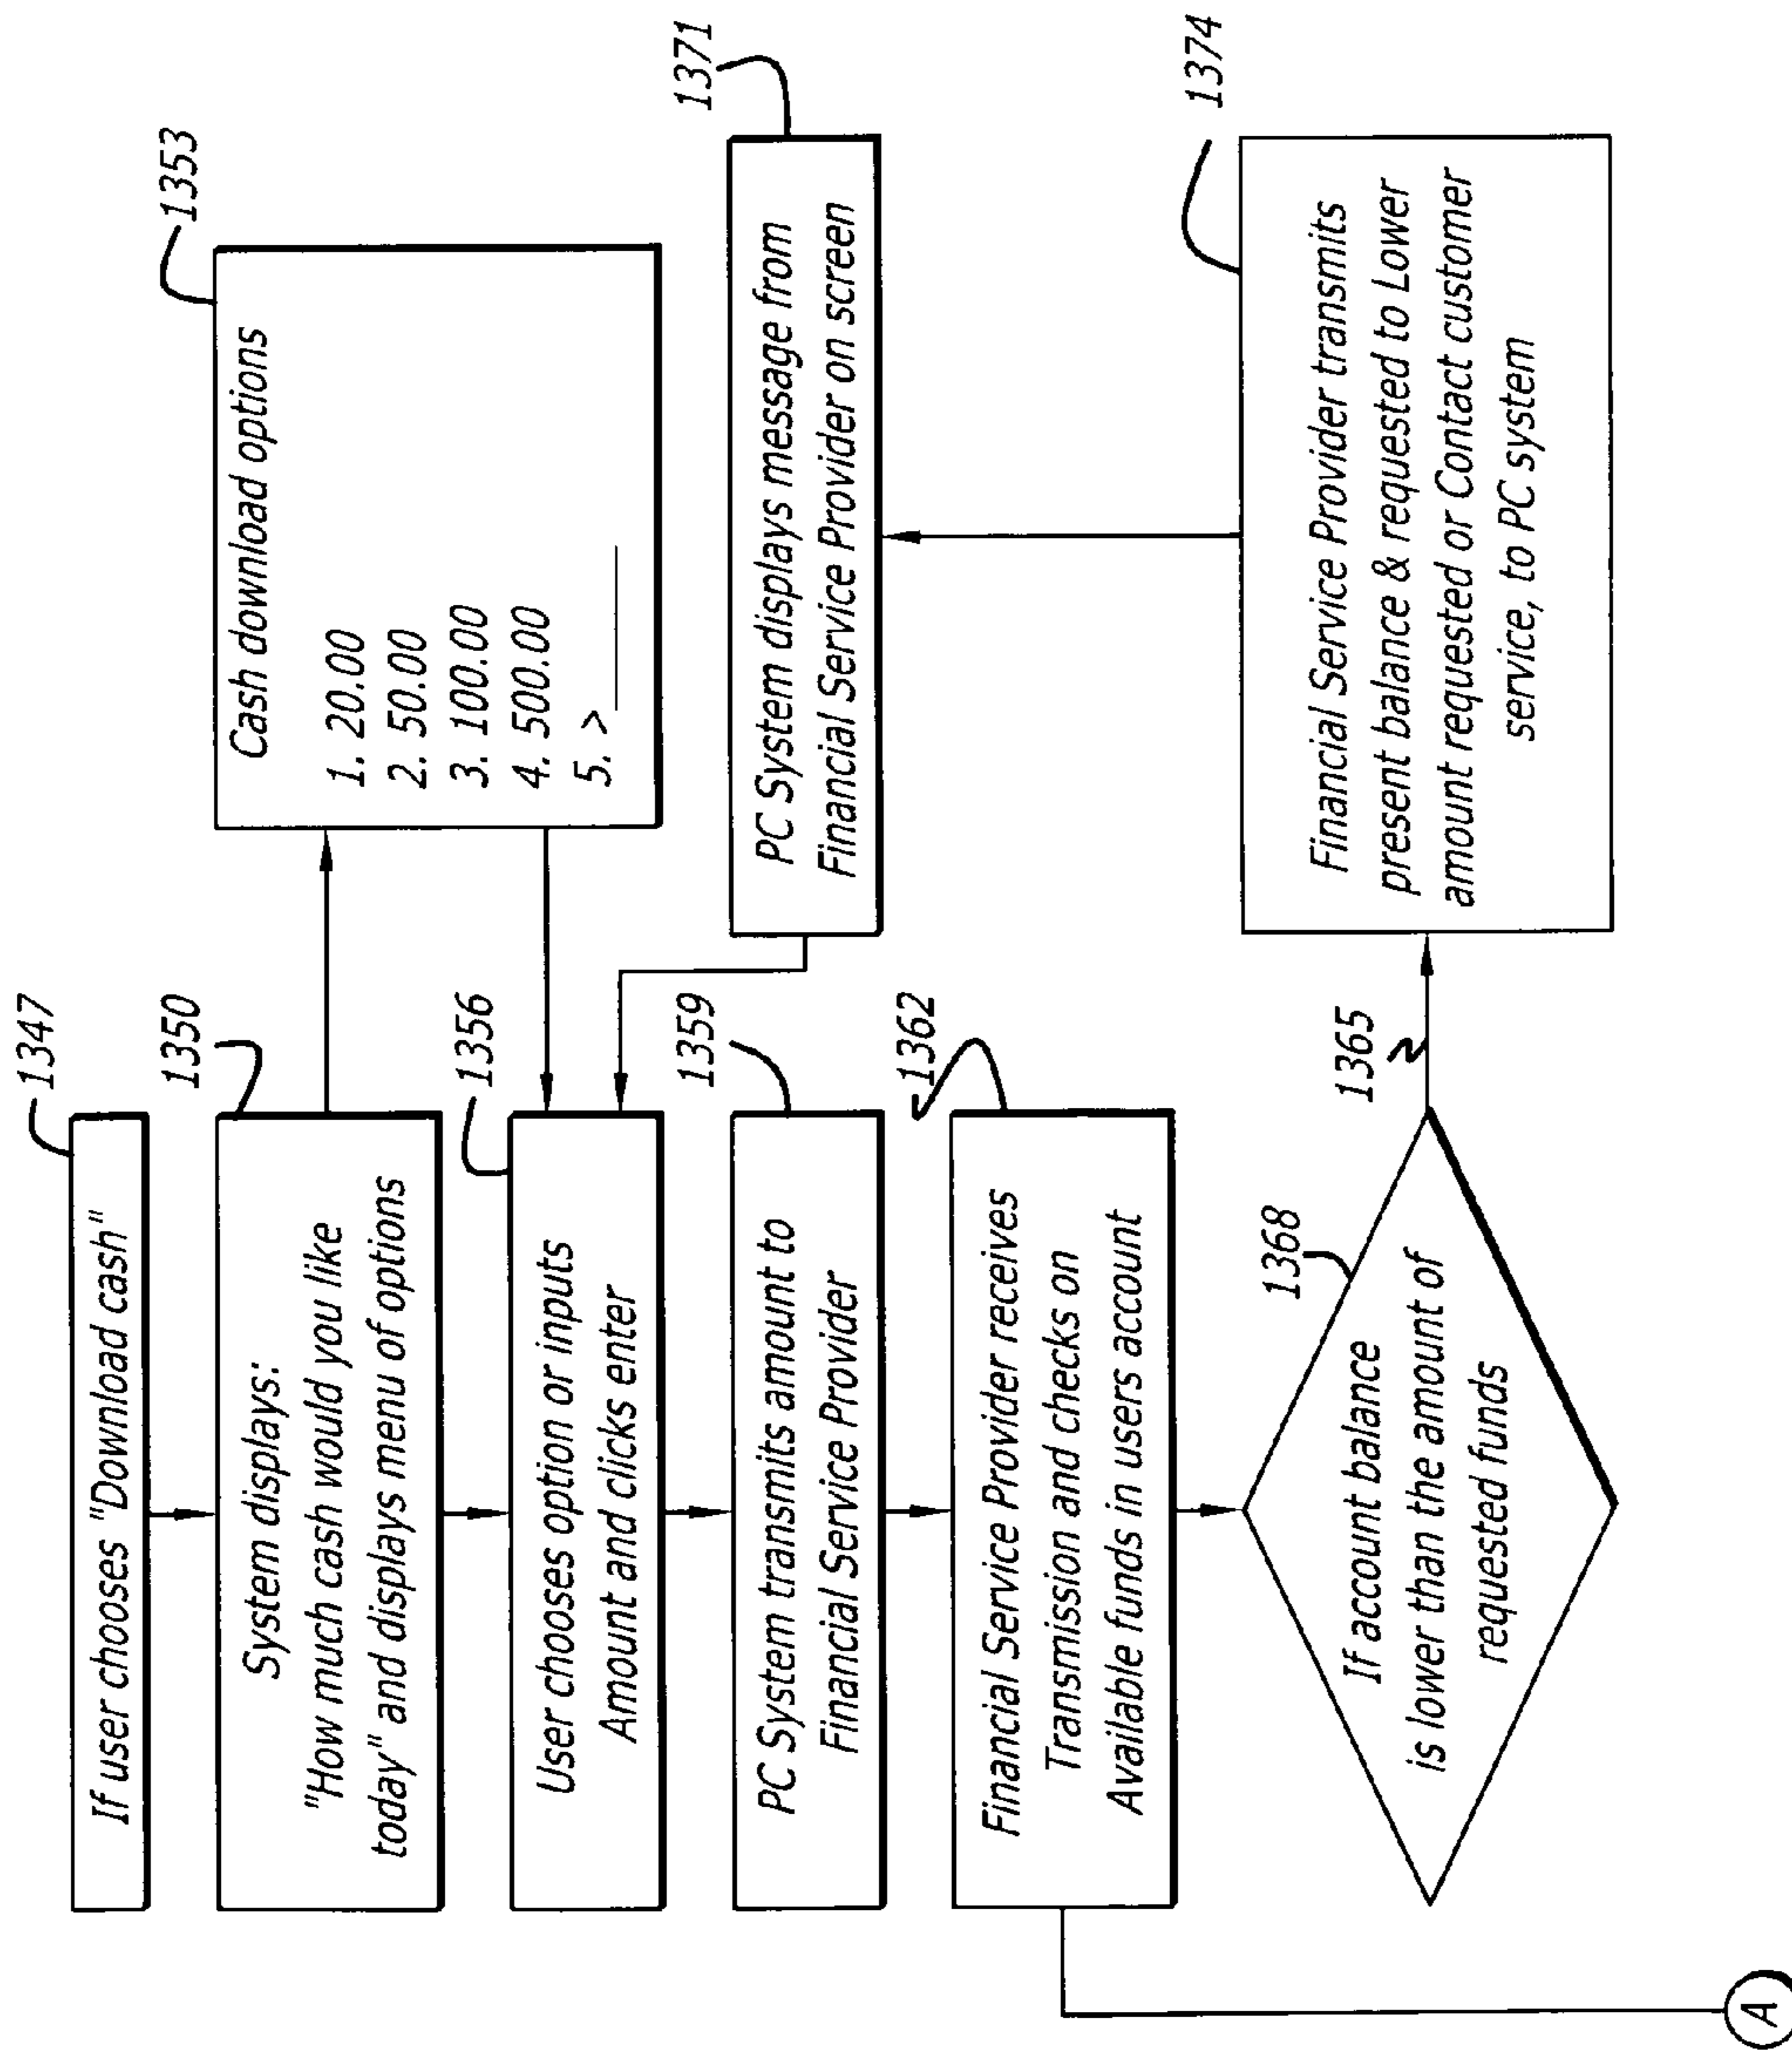 1347
If user chooses "Download cash"
1350
System displays:
"How much cash would you like
today" and displays menu of options
1353
Cash download options
1. 20.00
2. 50.00
3. 100.00
4. 500.00
5. >
1356
User chooses option or inputs
Amount and clicks enter
1359
PC System transmits amount to
Financial Service Provider
1362
Financial Service Provider receives
Transmission and checks on
Available funds in users account
1368
If account balance
is lower than the amount of
requested funds
1365
1374
Financial Service Provider transmits
present balance & requested to Lower
amount requested or Contact customer
service, to PC system
1371
PC System displays message from
Financial Service Provider on screen
A